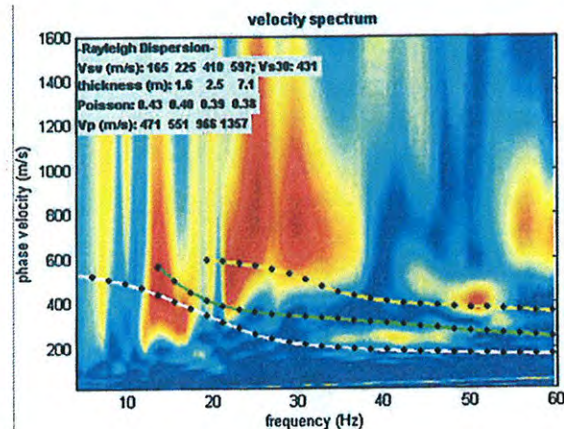 velocity spectrum
-Rayleigh Dispersion-
Vsv (m/s): 165 225 410 597; Vs30: 431
thickness (m): 1.6 2.5 7.1
Poisson: 0.43 0.40 0.39 0.38
Vp (m/s): 471 551 966 1357
phase velocity (m/s)
1600
1400
1200
1000
800
600
400
200
10 20 30 40 50 60
frequency (Hz)